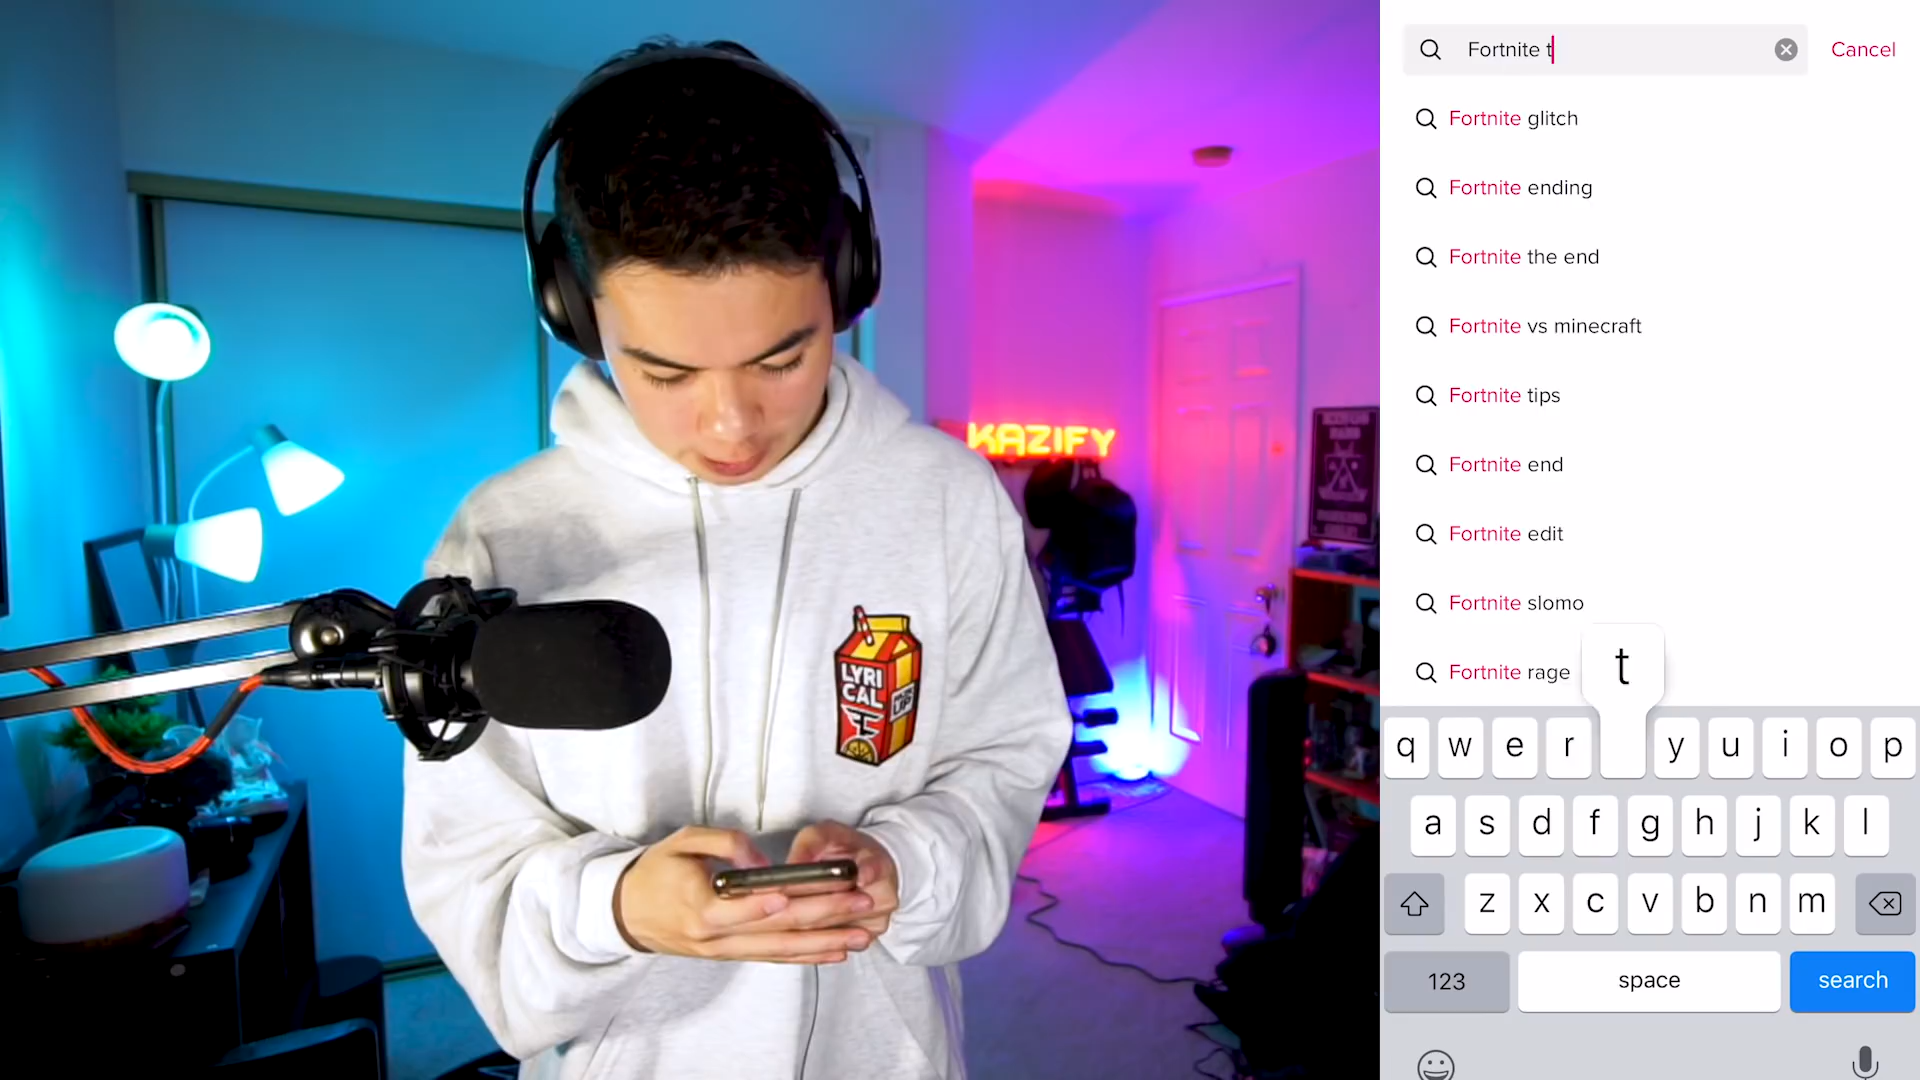 Fortnite t
Cancel
Fortnite glitch
Fortnite ending
Fortnite the end
Fortnite vs minecraft
Fortnite tips
Fortnite end
Fortnite edit
Fortnite slomo
Fortnite rage
t
q w e r y u i o p
a s d f g h j k l
z x c v b n m
123
space
search
KAZIFY
LYRI
CAL